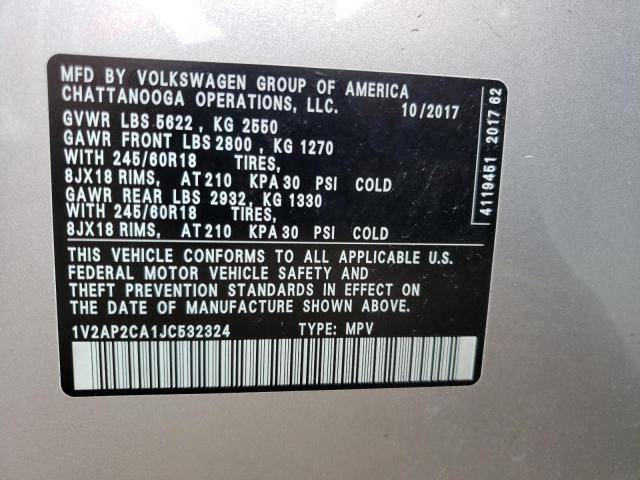 MFD BY VOLKSWAGEN GROUP OF AMERICA
CHATTANOOGA OPERATIONS, LLC. 10/2017
GVWR LBS 5622 , KG 2550
GAWR FRONT LBS 2800 , KG 1270
WITH 245/60R18 TIRES,
8JX18 RIMS, AT 210 KPA 30 PSI COLD
GAWR REAR LBS 2932, KG 1330
WITH 245/60R18 TIRES,
8JX18 RIMS, AT 210 KPA 30 PSI COLD
THIS VEHICLE CONFORMS TO ALL APPLICABLE U.S.
FEDERAL MOTOR VEHICLE SAFETY AND
THEFT PREVENTION STANDARDS IN EFFECT ON
THE DATE OF MANUFACTURE SHOWN ABOVE.
1V2AP2CA1JC532324 TYPE: MPV
4119451 2017 62